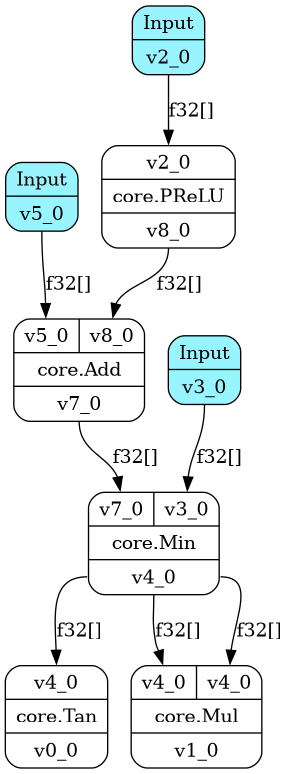 Input
v2_0
f32[]
v2_0
core.PReLU
v8_0
Input
v5_0
f32[]
f32[]
v5_0 v8_0
core.Add
v7_0
Input
v3_0
f32[]
f32[]
v7_0 v3_0
core.Min
v4_0
f32[]
f32[]
f32[]
v4_0
core.Tan
v0_0
v4_0 v4_0
core.Mul
v1_0